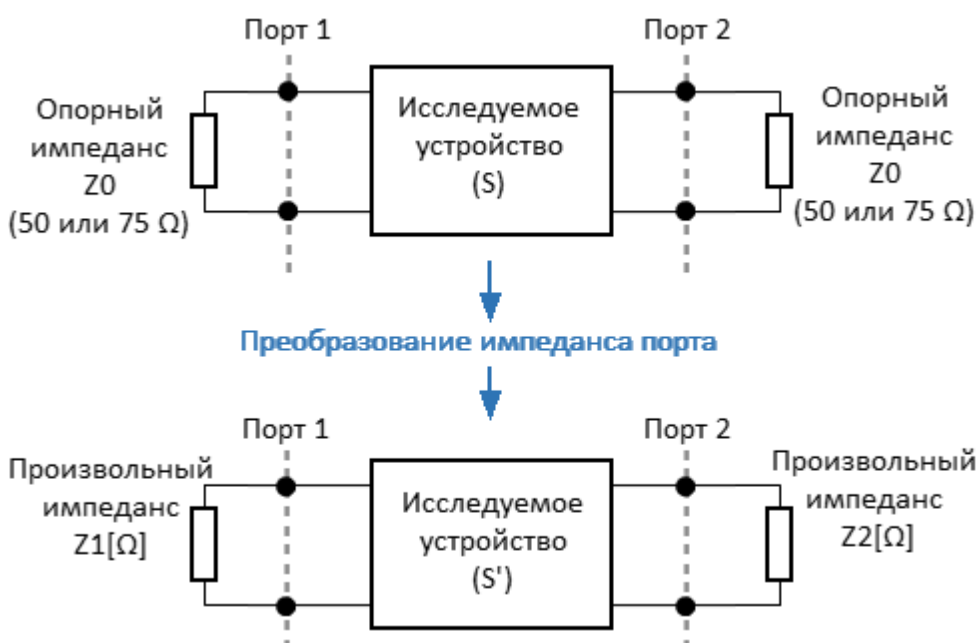 Порт 1
Порт 2
Опорный
импеданс
Z0
(50 или 75 Ω)
Исследуемое
устройство
(S)
Опорный
импеданс
Z0
(50 или 75 Ω)
Преобразование импеданса порта
Порт 1
Порт 2
Произвольный
импеданс
Z1[Ω]
Исследуемое
устройство
(S')
Произвольный
импеданс
Z2[Ω]